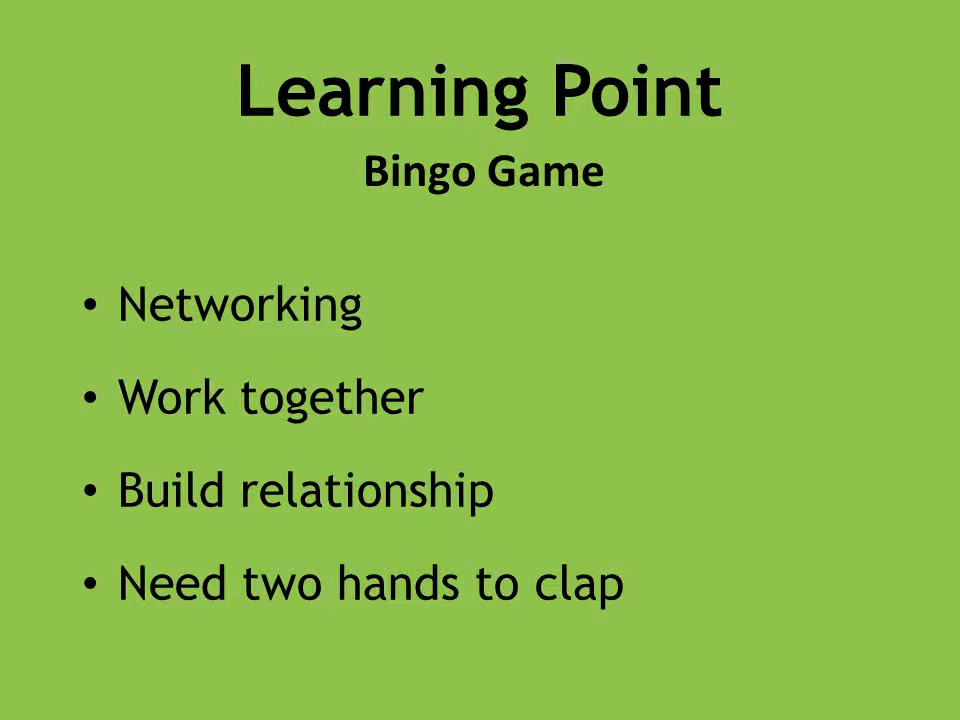 Learning Point
Bingo Game
• Networking
• Work together
• Build relationship
• Need two hands to clap